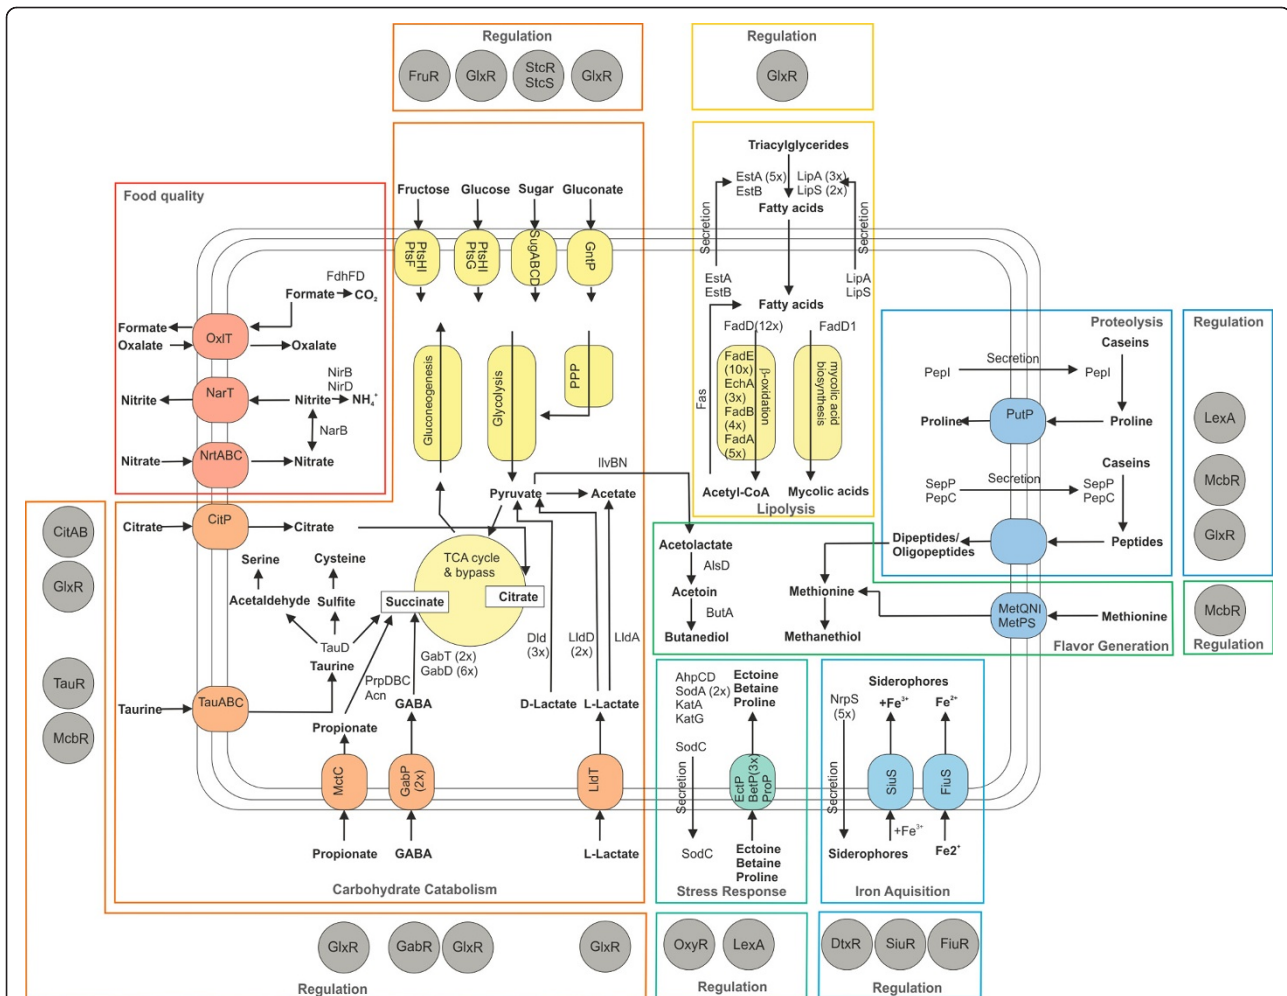 Regulation
FruR
GlxR
StcR
StcS
GlxR
Regulation
GlxR
Food quality
FdhFD
Formate
CO₂
Formate
Oxalate
OxlT
Oxalate
NirB
NirD
Nitrite
NarT
Nitrite
NH₄⁺
NarB
Nitrate
NrtABC
Nitrate
Fructose
Glucose
Sugar
Gluconate
PtsHI
PtsF
PtsHI
PtsG
SugABCD
GntP
Gluconeogenesis
Glycolysis
PPP
Triacylglycerides
EstA (5x)
EstB
LipA (3x)
LipS (2x)
Fatty acids
Secretion
Secretion
EstA
EstB
LipA
LipS
Fatty acids
FadD (12x)
FadD1
Fas
FadE
(10x)
EchA
(3x)
FadB
(4x)
FadA
(5x)
β-oxidation
mycolic acid
biosynthesis
Acetyl-CoA
Mycolic acids
Lipolysis
Proteolysis
Caseins
Secretion
PepI
PepI
Proline
PutP
Proline
Caseins
SepP
PepC
Secretion
SepP
PepC
Dipeptides/
Oligopeptides
Peptides
Regulation
LexA
McbR
GlxR
CitAB
GlxR
TauR
McbR
Citrate
CitP
Citrate
Serine
Cysteine
Acetaldehyde
Sulfite
TauD
Taurine
Taurine
TauABC
IlvBN
Pyruvate
Acetate
TCA cycle
& bypass
Succinate
Citrate
GabT (2x)
GabD (6x)
PrpDBC
Acn
GABA
Propionate
Dld
(3x)
LldD
(2x)
LldA
D-Lactate
L-Lactate
MctC
GabP
(2x)
LldT
Propionate
GABA
L-Lactate
Carbohydrate Catabolism
Acetolactate
AlsD
Acetoin
ButA
Butanediol
Methionine
Methanethiol
MetQNI
MetPS
Methionine
Flavor Generation
McbR
Regulation
AhpCD
SodA (2x)
KatA
KatG
SodC
Secretion
SodC
Ectoine
Betaine
Proline
EctP
BetP(3x)
ProP
Ectoine
Betaine
Proline
Stress Response
Siderophores
NrpS
(5x)
+Fe³⁺
Fe²⁺
Secretion
SiuS
FiuS
+Fe³⁺
Siderophores
Fe2⁺
Iron Aquisition
GlxR
GabR
GlxR
GlxR
Regulation
OxyR
LexA
Regulation
DtxR
SiuR
FiuR
Regulation